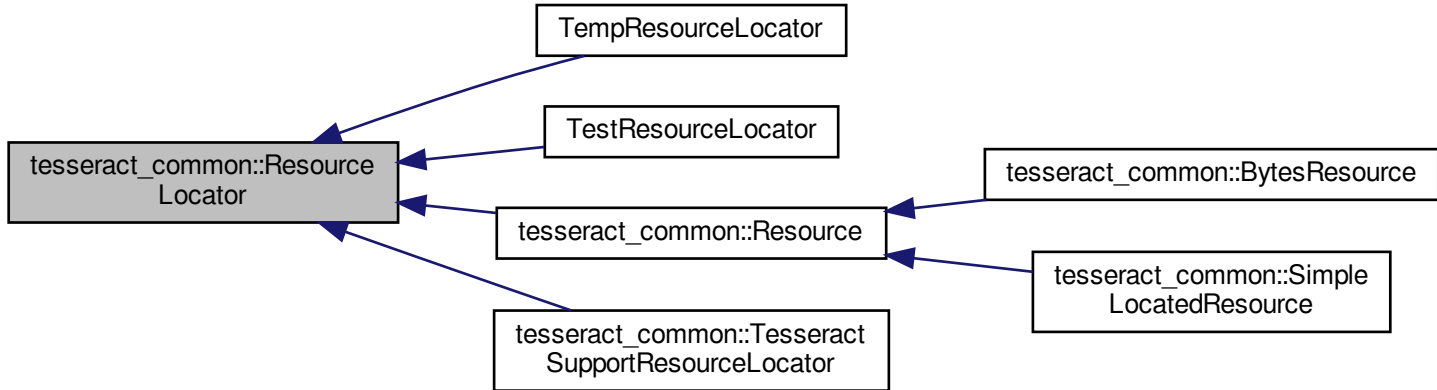 TempResourceLocator
TestResourceLocator
tesseract_common::Resource
Locator
tesseract_common::BytesResource
tesseract_common::Resource
tesseract_common::Simple
LocatedResource
tesseract_common::Tesseract
SupportResourceLocator